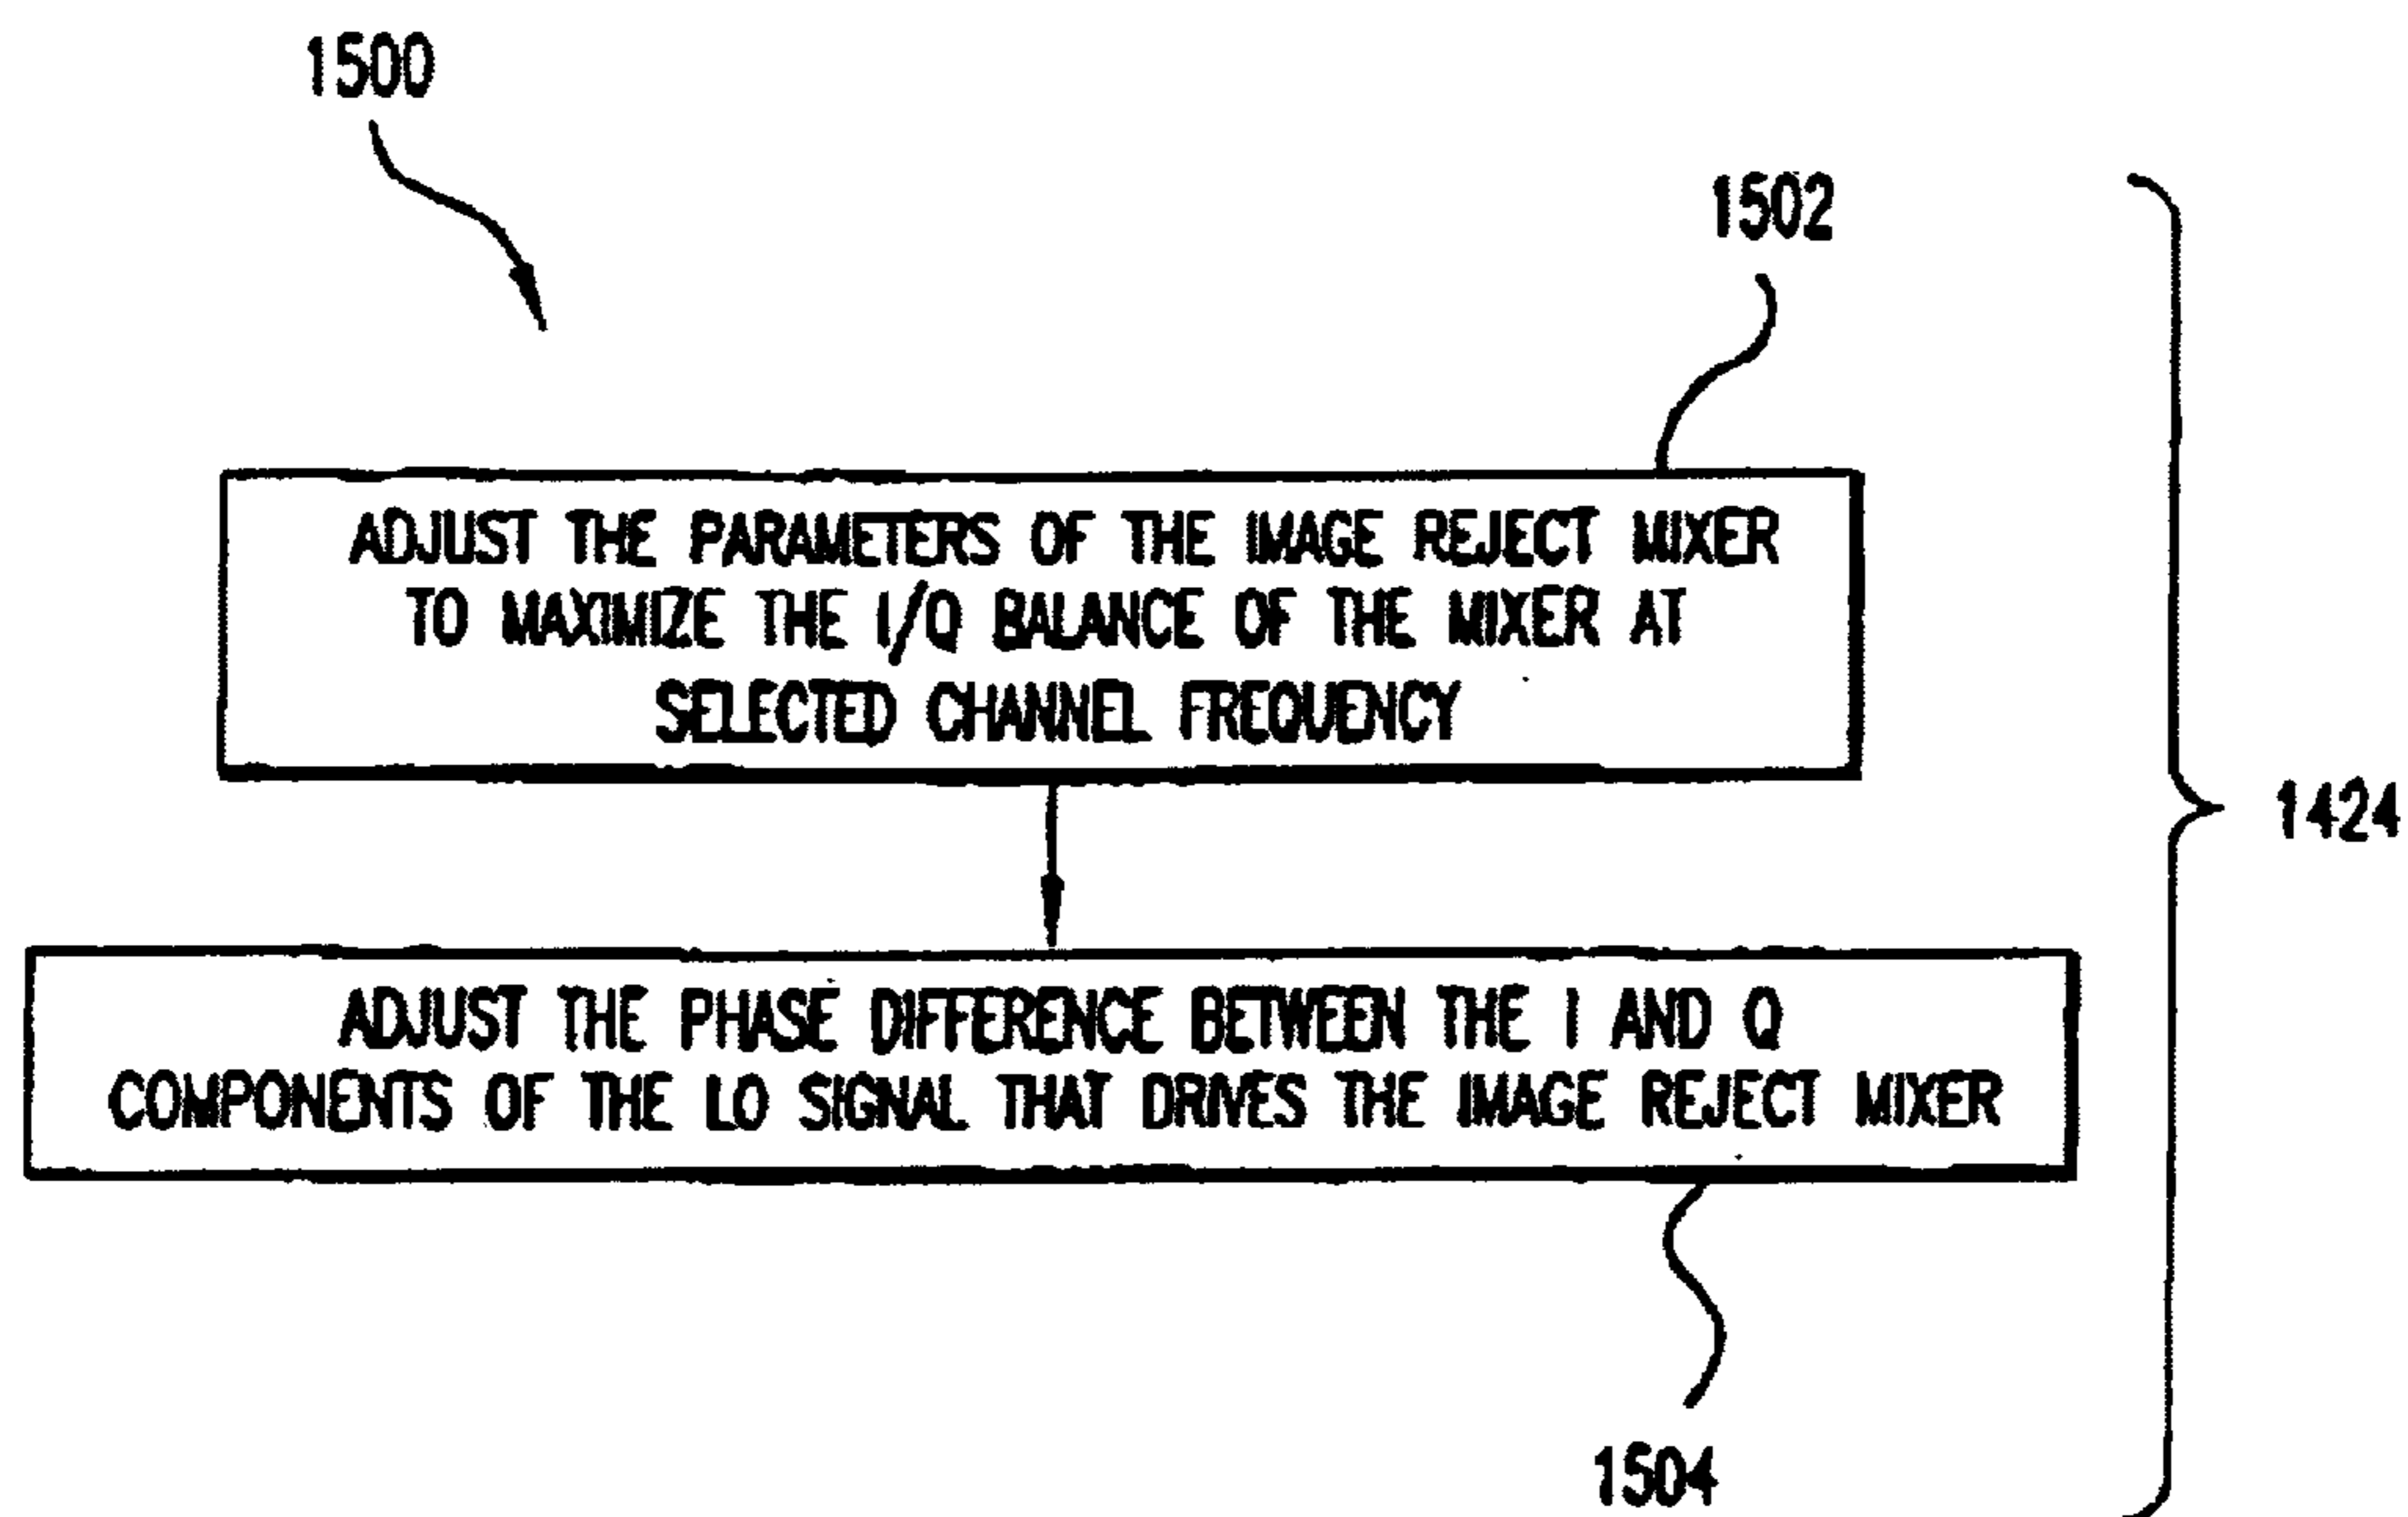 1500
1502
ADJUST THE PARAMETERS OF THE IMAGE REJECT MIXER
TO MAXIMIZE THE I/Q BALANCE OF THE MIXER AT
SELECTED CHANNEL FREQUENCY
1424
ADJUST THE PHASE DIFFERENCE BETWEEN THE I AND Q
COMPONENTS OF THE LO SIGNAL THAT DRIVES THE IMAGE REJECT MIXER
1504